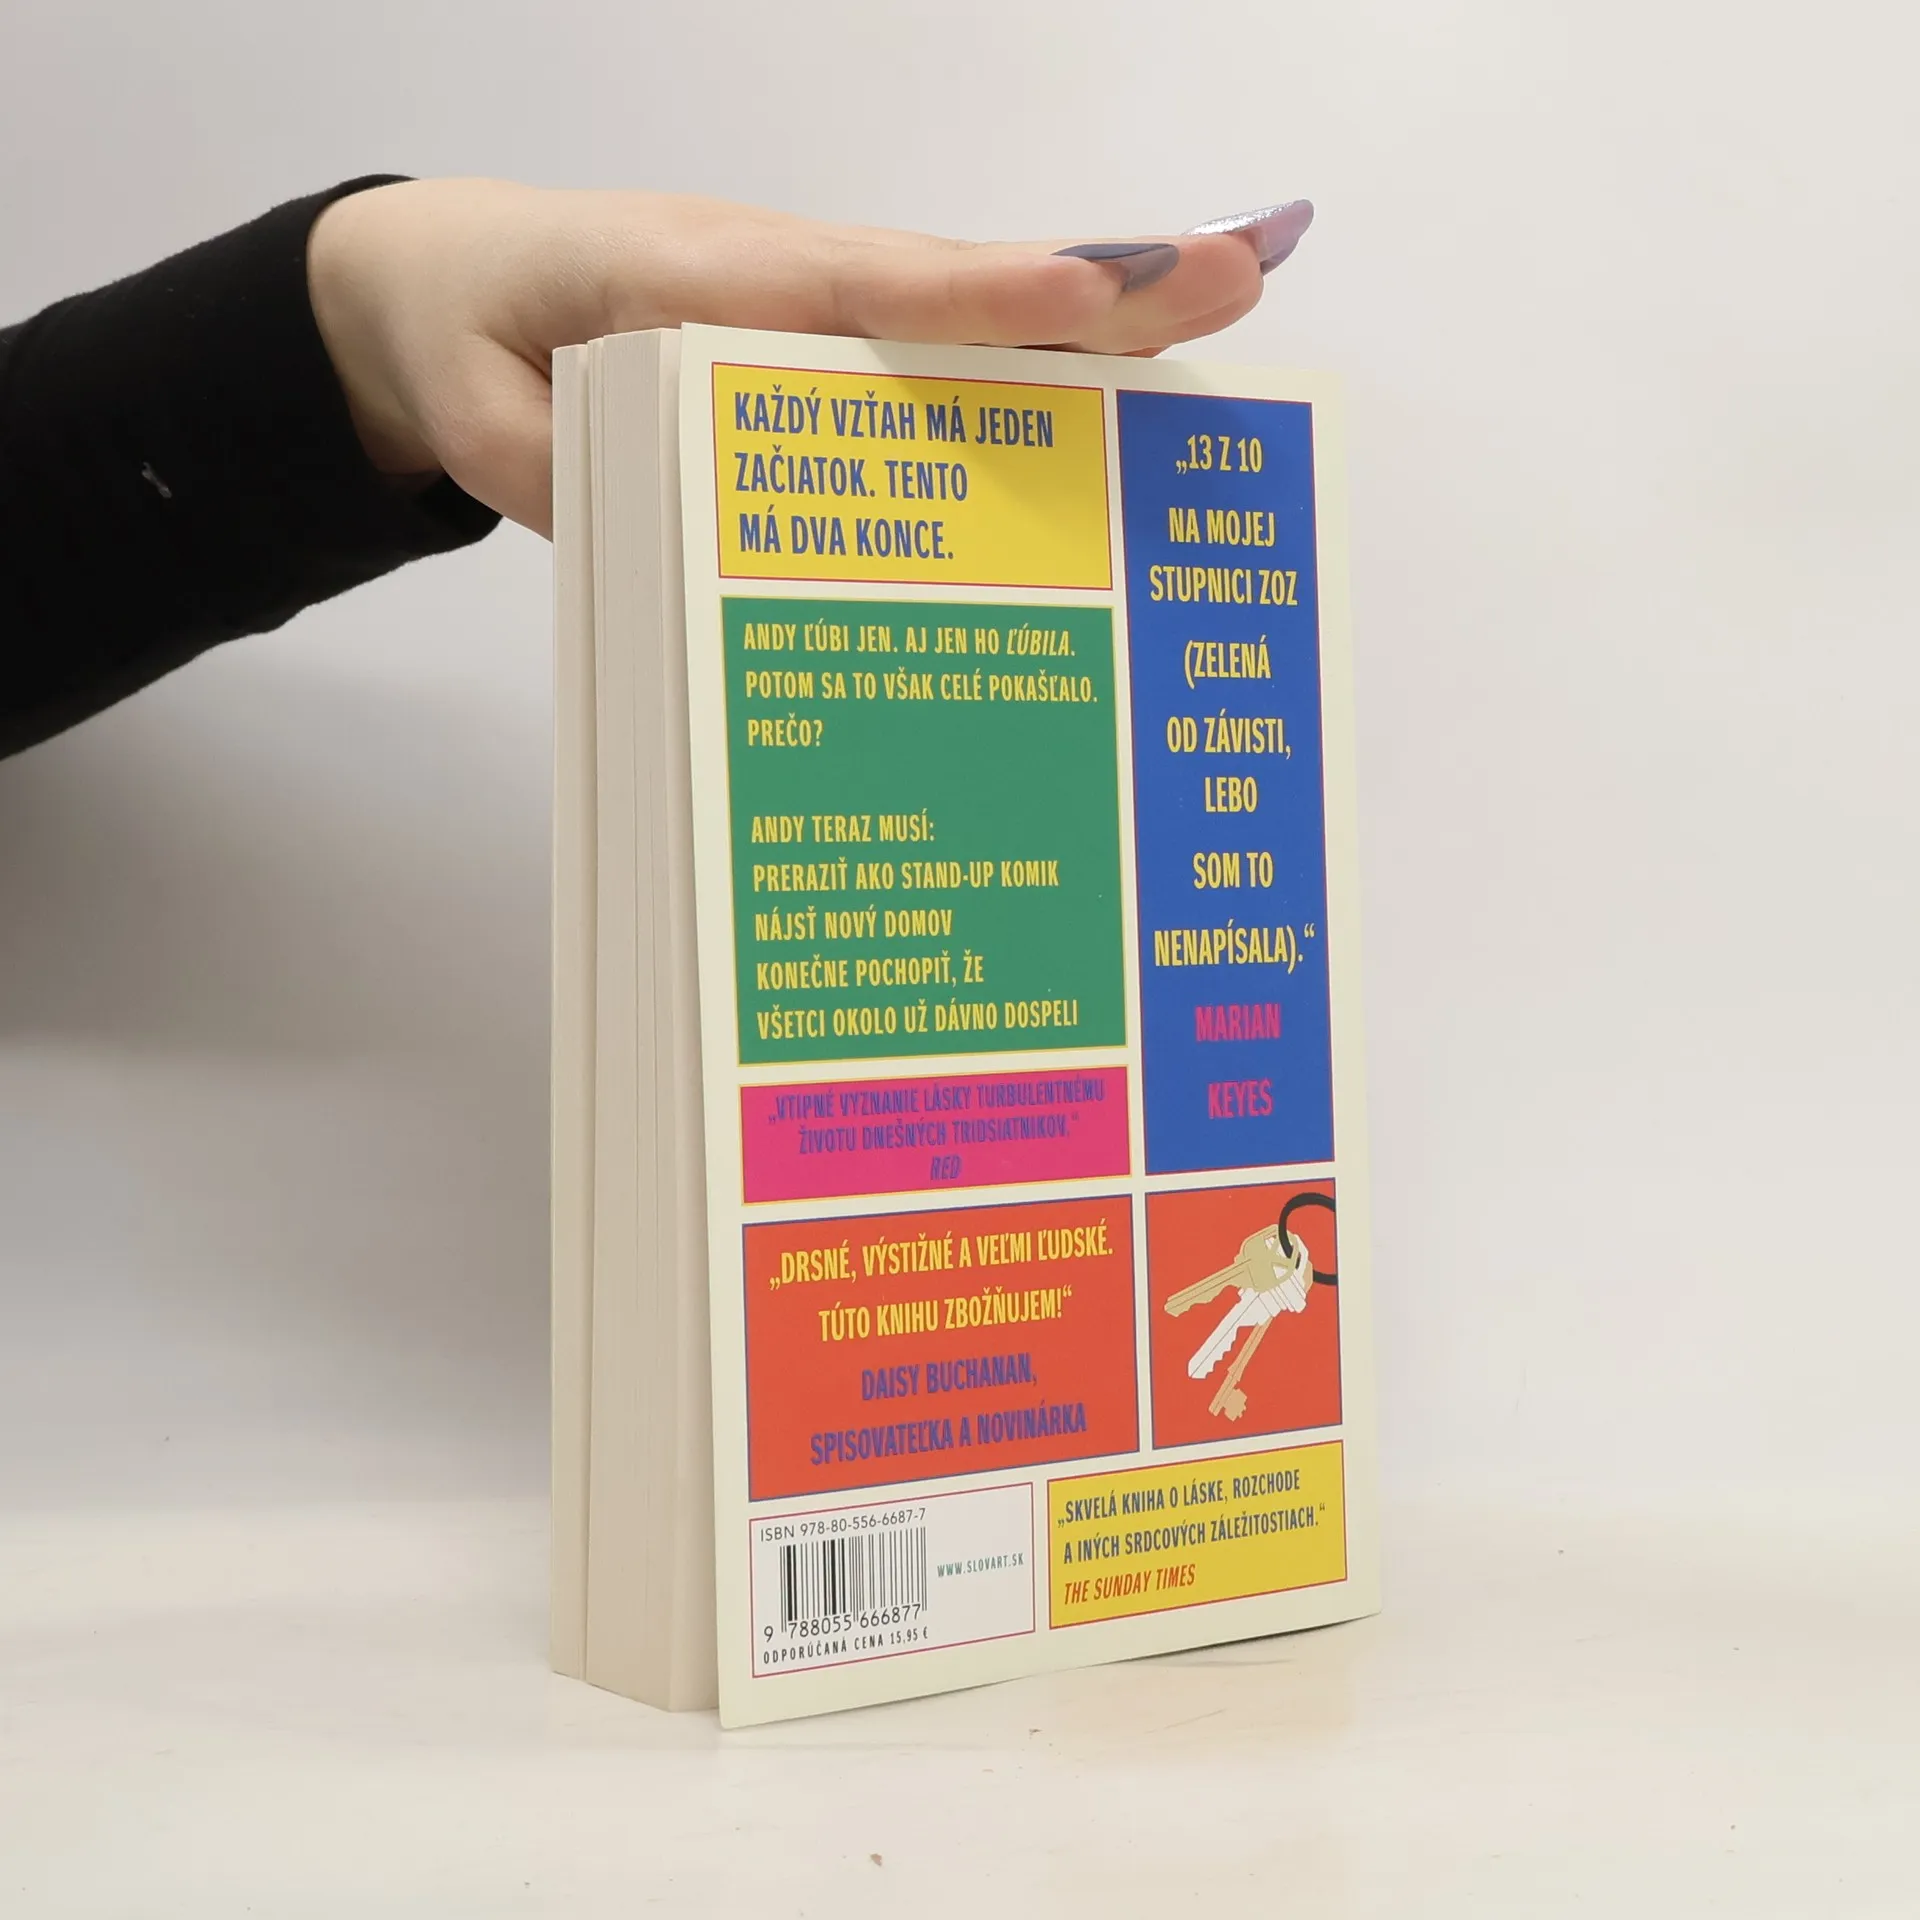 KAŽDÝ VZŤAH MÁ JEDEN
ZAČIATOK. TENTO
MÁ DVA KONCE.
ANDY ĽÚBI JEN. AJ JEN HO ĽÚBILA.
POTOM SA TO VŠAK CELÉ POKAŠĽALO.
PREČO?
ANDY TERAZ MUSÍ:
PRERAZIŤ AKO STAND-UP KOMIK
NÁJSŤ NOVÝ DOMOV
KONEČNE POCHOPIŤ, ŽE
VŠETCI OKOLO UŽ DÁVNO DOSPELI
„VTIPNÉ VYZNANIE LÁSKY TURBULENTNÉMU
ŽIVOTU DNEŠNÝCH TRIDSIATNIKOV.“
RED
„DRSNÉ, VÝSTIŽNÉ A VEĽMI ĽUDSKÉ.
TÚTO KNIHU ZBOŽŇUJEM!“
DAISY BUCHANAN,
SPISOVATEĽKA A NOVINÁRKA
„13 Z 10
NA MOJEJ
STUPNICI ZOZ
(ZELENÁ
OD ZÁVISTI,
LEBO
SOM TO
NENAPÍSALA).“
MARIAN
KEYES
ISBN 978-80-556-6687-7
WWW.SLOVART.SK
9 788055 666877
ODPORÚČANÁ CENA 15,95 €
„SKVELÁ KNIHA O LÁSKE, ROZCHODE
A INÝCH SRDCOVÝCH ZÁLEŽITOSTIACH.“
THE SUNDAY TIMES